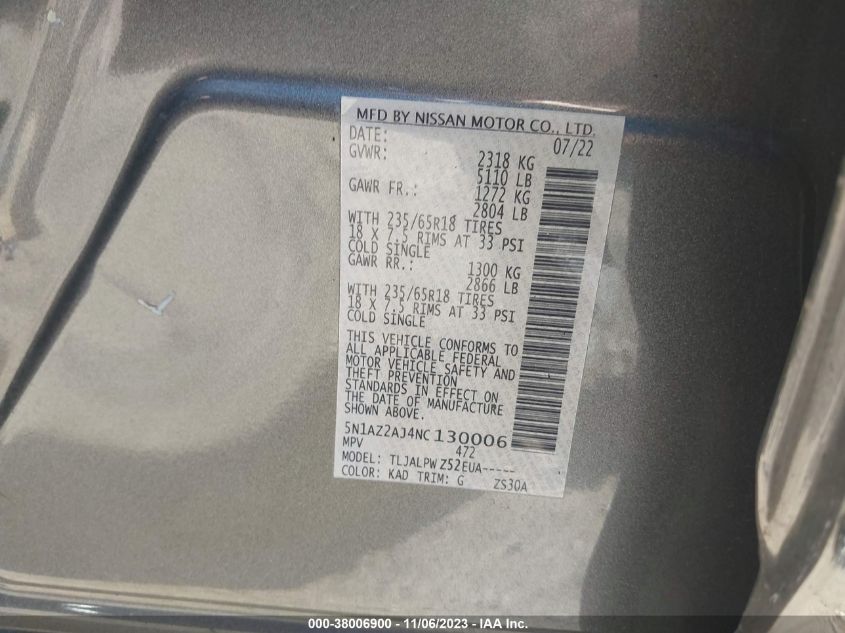 MFD BY NISSAN MOTOR CO., LTD.
DATE: 07/22
GVWR: 2318 KG
5110 LB
GAWR FR.: 1272 KG
2804 LB
WITH 235/65R18 TIRES
18 X 7.5 RIMS AT 33 PSI
COLD SINGLE
GAWR RR.: 1300 KG
2866 LB
WITH 235/65R18 TIRES
18 X 7.5 RIMS AT 33 PSI
COLD SINGLE
THIS VEHICLE CONFORMS TO
ALL APPLICABLE FEDERAL
MOTOR VEHICLE SAFETY AND
THEFT PREVENTION
STANDARDS IN EFFECT ON
THE DATE OF MANUFACTURE
SHOWN ABOVE.
5N1AZ2AJ4NC130006
MPV 472
MODEL: TLJALPW Z52EUA-----
COLOR: KAD TRIM: G ZS30A
000-38006900 - 11/06/2023 - Copyright IAA, Inc.